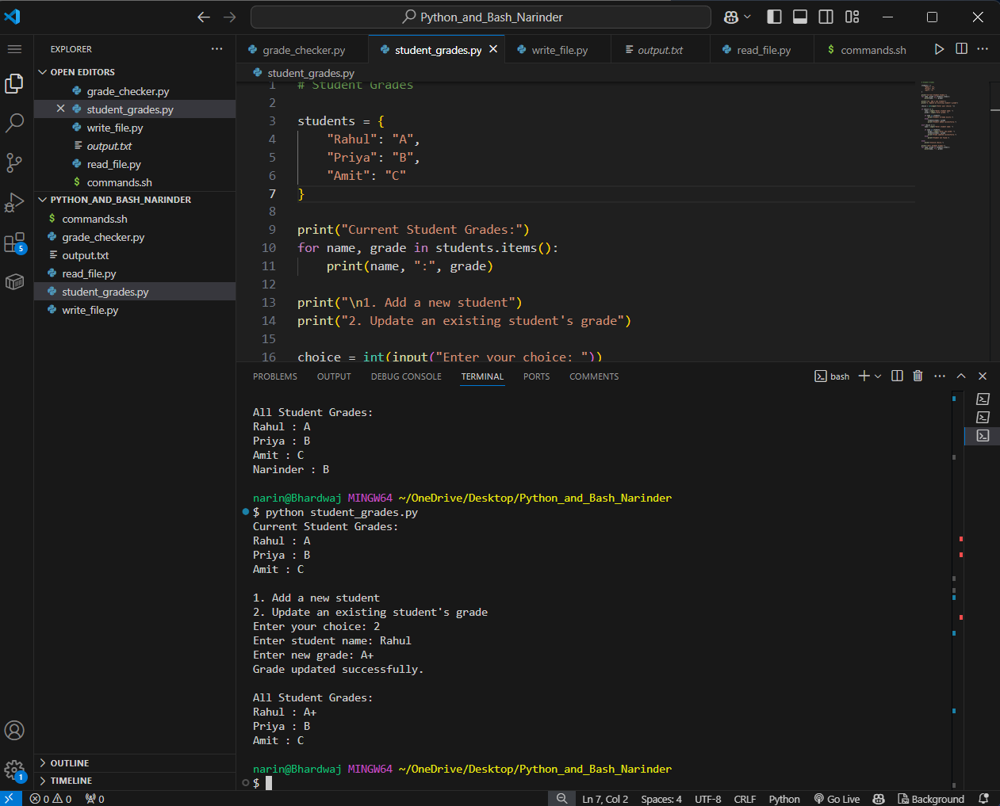 Python_and_Bash_Narinder
EXPLORER
OPEN EDITORS
grade_checker.py
student_grades.py
write_file.py
output.txt
read_file.py
commands.sh
PYTHON_AND_BASH_NARINDER
commands.sh
grade_checker.py
output.txt
read_file.py
student_grades.py
write_file.py
OUTLINE
TIMELINE
5
1
grade_checker.py
student_grades.py
write_file.py
output.txt
read_file.py
commands.sh
student_grades.py
1 # Student Grades
2
3 students = {
4 "Rahul": "A",
5 "Priya": "B",
6 "Amit": "C"
7 }
8
9 print("Current Student Grades:")
10 for name, grade in students.items():
11 print(name, ":", grade)
12
13 print("\n1. Add a new student")
14 print("2. Update an existing student's grade")
15
16 choice = int(input("Enter your choice: "))
PROBLEMS OUTPUT DEBUG CONSOLE TERMINAL PORTS COMMENTS
bash
All Student Grades:
Rahul : A
Priya : B
Amit : C
Narinder : B
narin@Bhardwaj MINGW64 ~/OneDrive/Desktop/Python_and_Bash_Narinder
$ python student_grades.py
Current Student Grades:
Rahul : A
Priya : B
Amit : C
1. Add a new student
2. Update an existing student's grade
Enter your choice: 2
Enter student name: Rahul
Enter new grade: A+
Grade updated successfully.
All Student Grades:
Rahul : A+
Priya : B
Amit : C
narin@Bhardwaj MINGW64 ~/OneDrive/Desktop/Python_and_Bash_Narinder
$
0 0 0 Ln 7, Col 2 Spaces: 4 UTF-8 CRLF Python Go Live Background